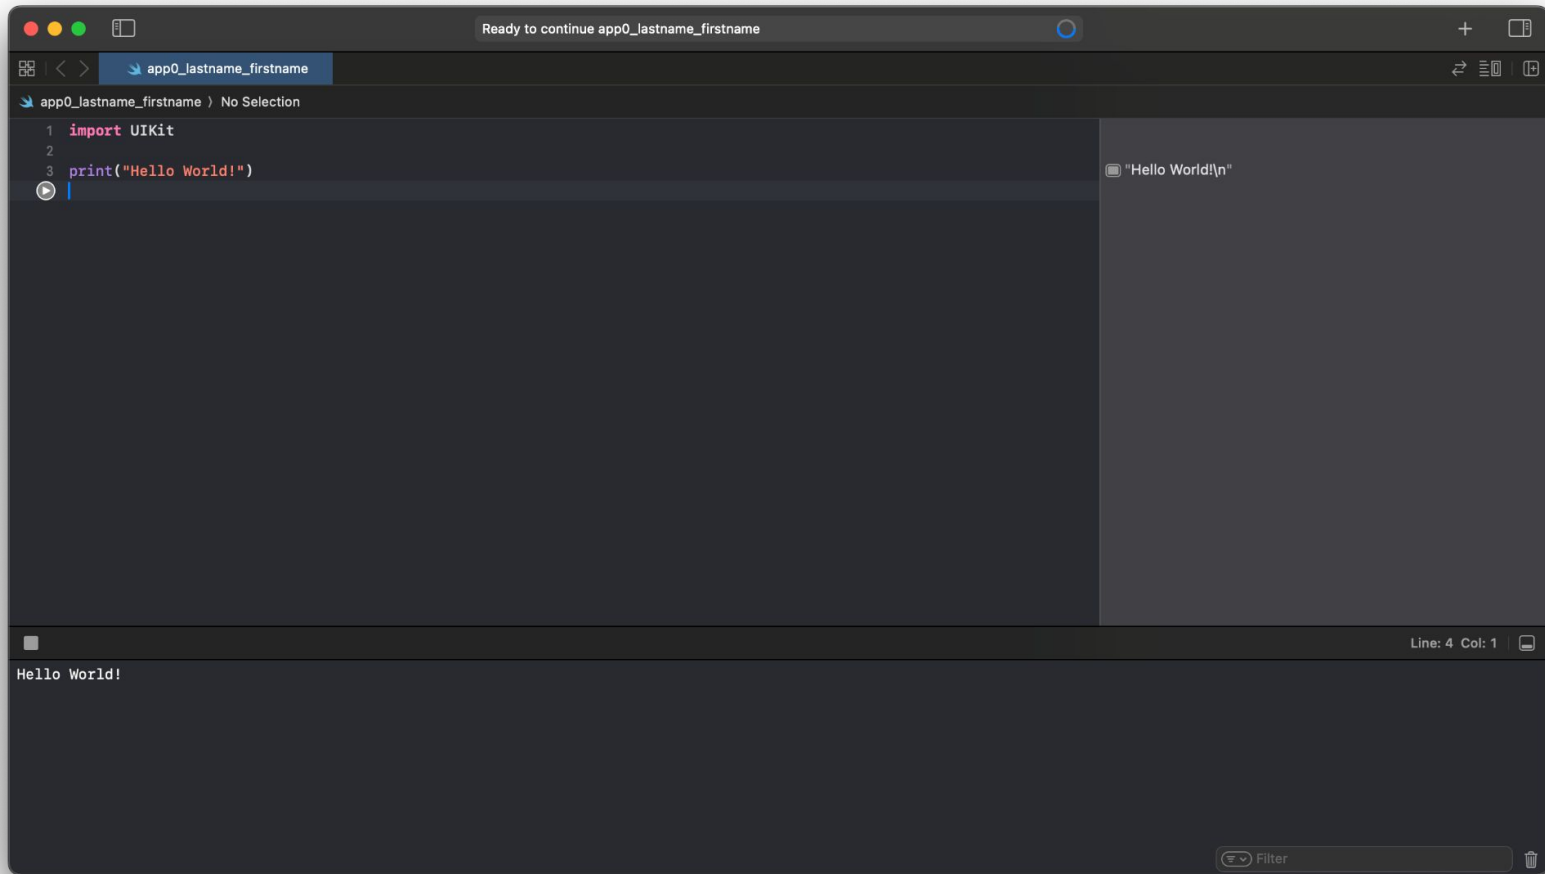 Ready to continue app0_lastname_firstname
app0_lastname_firstname
app0_lastname_firstname 〉 No Selection
1 import UIKit
2
3 print("Hello World!")
"Hello World!\n"
Line: 4 Col: 1
Hello World!
Filter